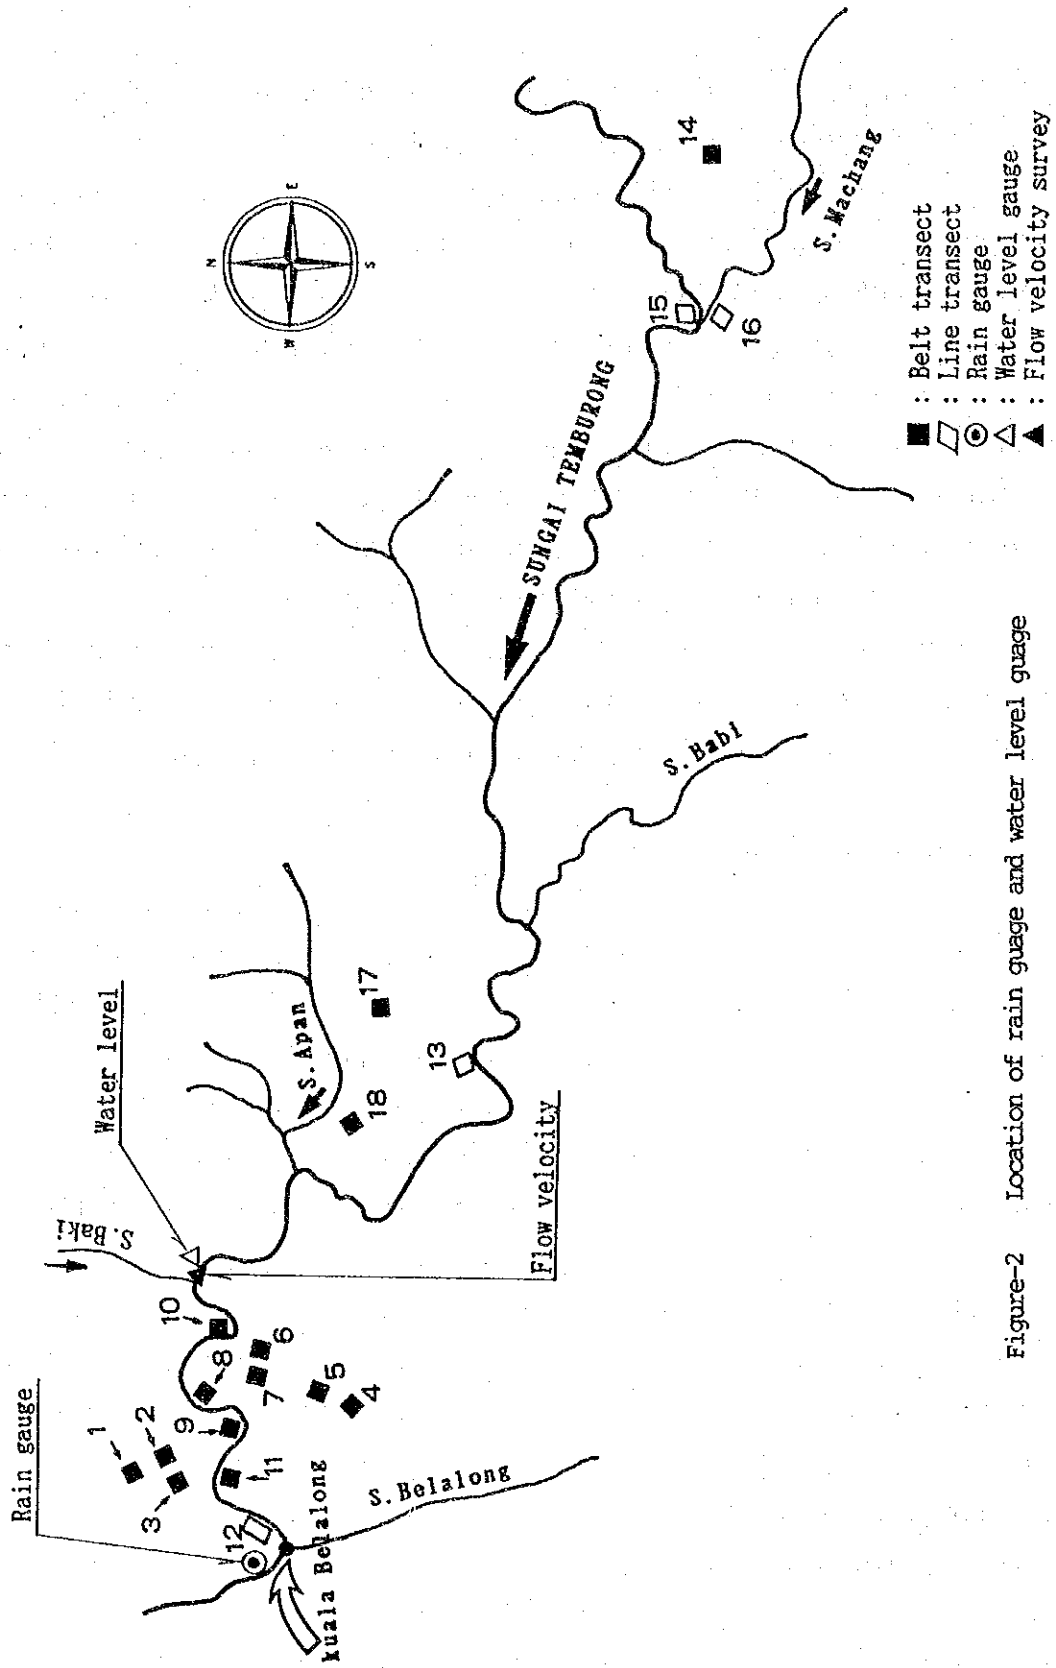 Rain gauge
Water level
S. Baki
N
E
S
W
1
2
3
8
9
10
6
7
5
4
11
12
S. Apan
17
18
13
Flow velocity
kuala Belalong
S. Belalong
S. Babi
SUNGAI TEMBURONG
14
15
16
S. Machang
■ : Belt transect
▱ : Line transect
◉ : Rain gauge
△ : Water level gauge
▲ : Flow velocity survey
Figure-2 Location of rain guage and water level guage